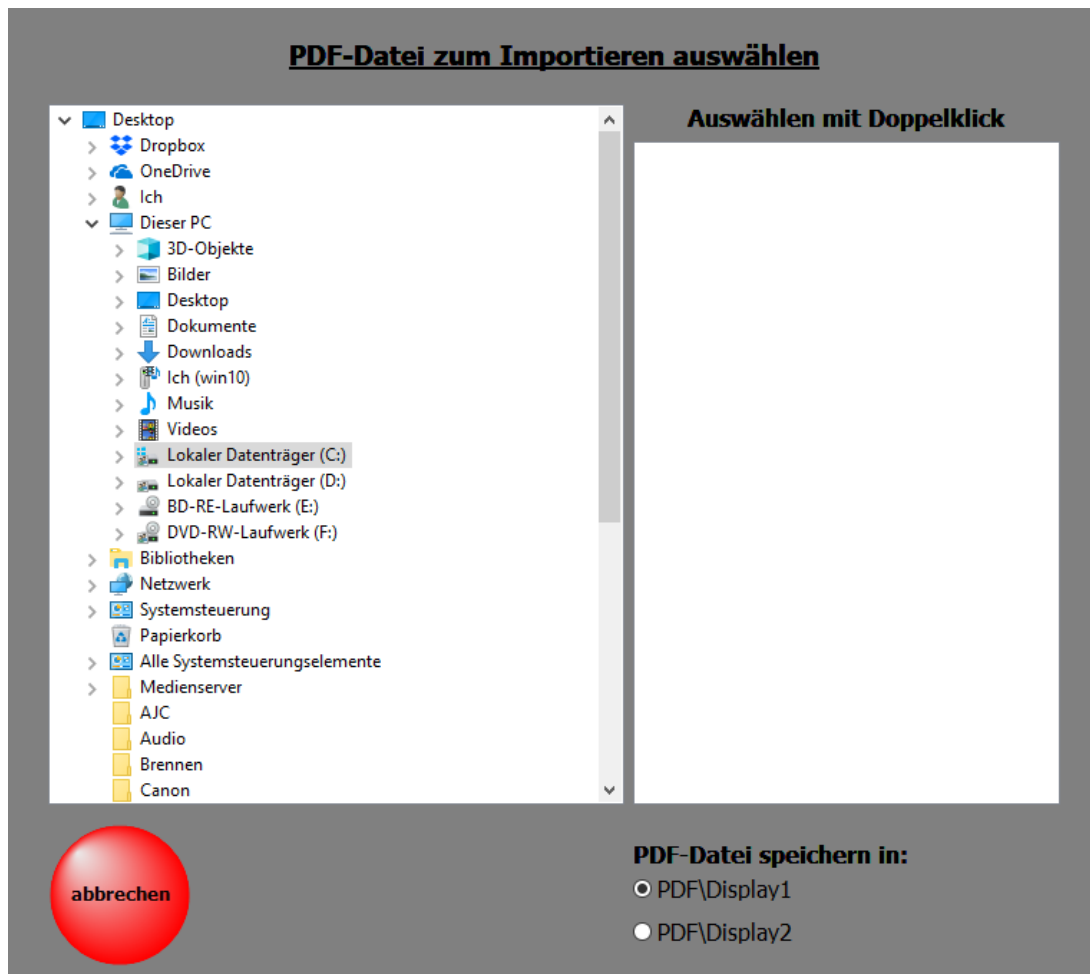 PDF-Datei zum Importieren auswählen
Desktop
Dropbox
OneDrive
Ich
Dieser PC
3D-Objekte
Bilder
Desktop
Dokumente
Downloads
Ich (win10)
Musik
Videos
Lokaler Datenträger (C:)
Lokaler Datenträger (D:)
BD-RE-Laufwerk (E:)
DVD-RW-Laufwerk (F:)
Bibliotheken
Netzwerk
Systemsteuerung
Papierkorb
Alle Systemsteuerungselemente
Medienserver
AJC
Audio
Brennen
Canon
Auswählen mit Doppelklick
abbrechen
PDF-Datei speichern in:
PDF\Display1
PDF\Display2